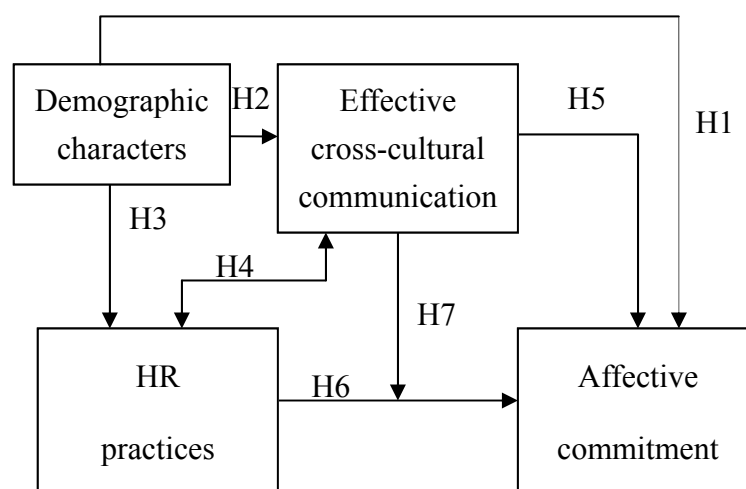 Demographic
characters
H2
Effective
cross-cultural
communication
H5
H1
H3
H4
H7
HR
practices
H6
Affective
commitment